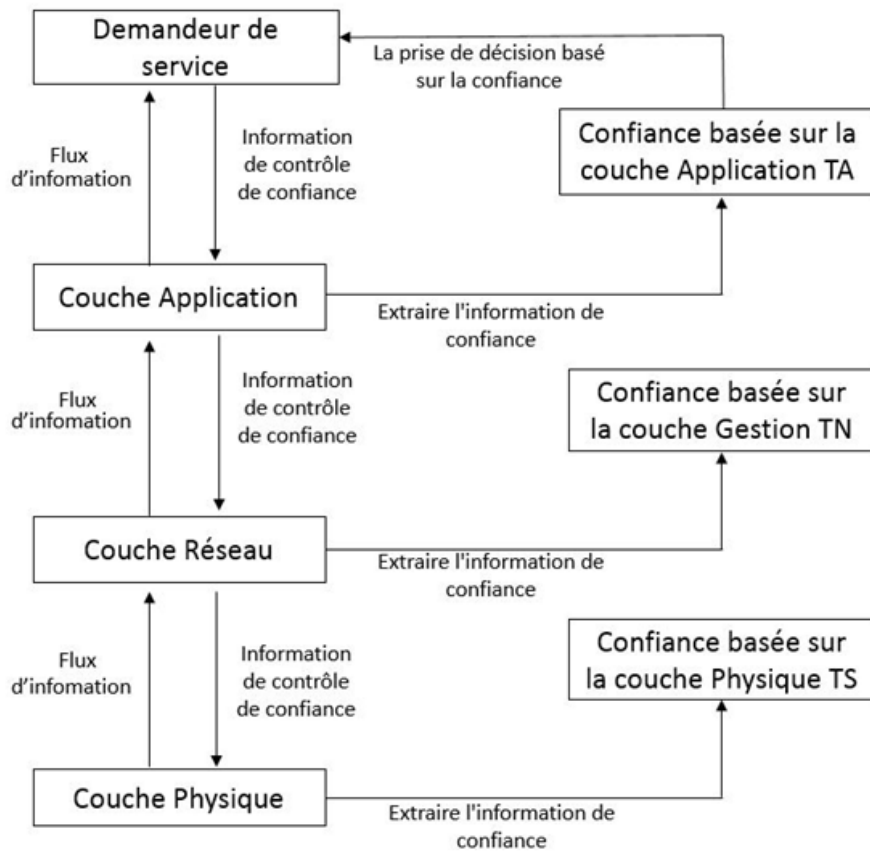 Demandeur de
service
La prise de décision basé
sur la confiance
Confiance basée sur la
couche Application TA
Flux
d'infomation
Information
de contrôle
de confiance
Couche Application
Extraire l'information de
confiance
Confiance basée sur
la couche Gestion TN
Flux
d'infomation
Information
de contrôle
de confiance
Couche Réseau
Extraire l'information de
confiance
Confiance basée sur
la couche Physique TS
Flux
d'infomation
Information
de contrôle
de confiance
Couche Physique
Extraire l'information de
confiance